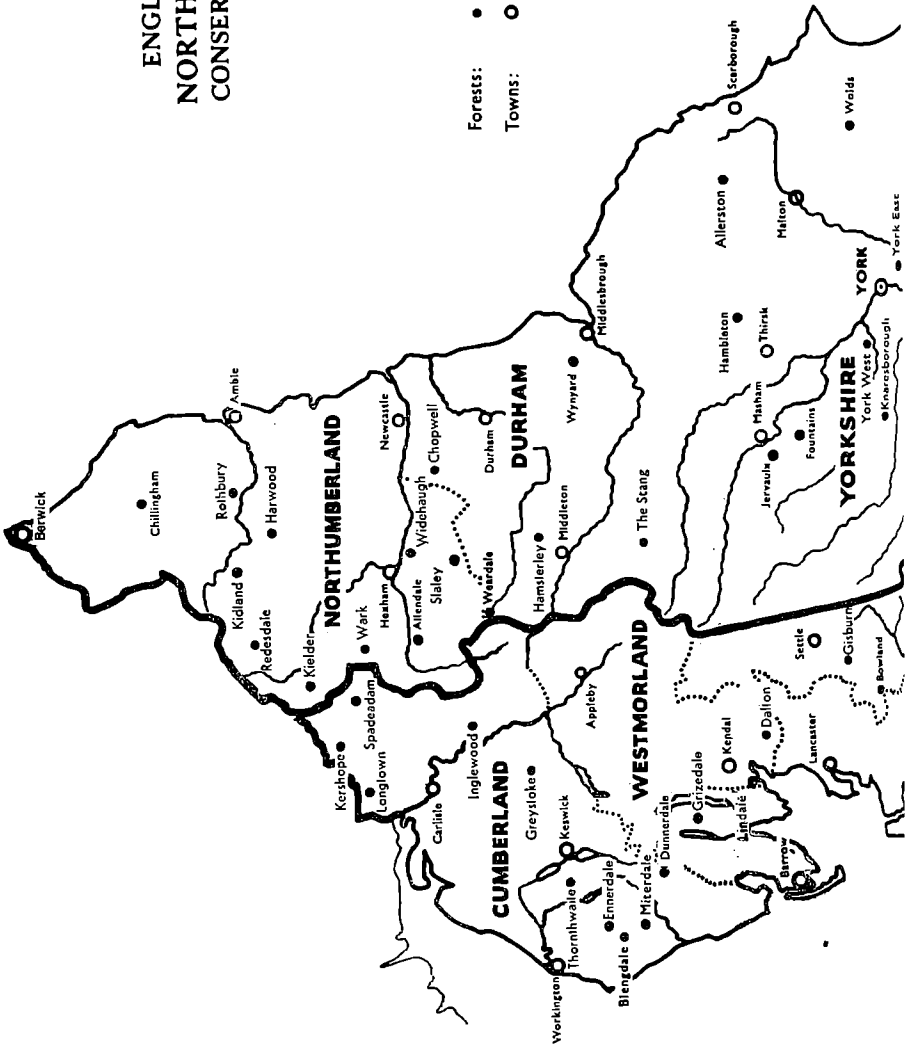 ENGL
NORTH
CONSER
Forests:
Towns:
Berwick
Chillingham
Amble
Rothbury
Harwood
Kidland
Redesdale
Kielder
NORTHUMBERLAND
Wark
Newcastle
Hexham
Widehaugh
Chopwell
Allendale
Slaley
Durham
DURHAM
Weardale
Wynyard
Middlesbrough
Hamsterley
Middleton
The Stang
Kershope
Spadeadam
Longtown
Carlisle
Inglewood
CUMBERLAND
Greystoke
Keswick
Appleby
WESTMORLAND
Workington
Thornthwaite
Ennerdale
Blengdale
Miterdale
Dunnerdale
Grizedale
Kendal
Lindale
Dalton
Barrow
Lancaster
Settle
Gisburn
Bowland
Scarborough
Allerston
Wolds
Malton
Hambleton
Thirsk
Masham
Jervaulx
Fountains
YORKSHIRE
YORK
York East
York West
Knaresborough